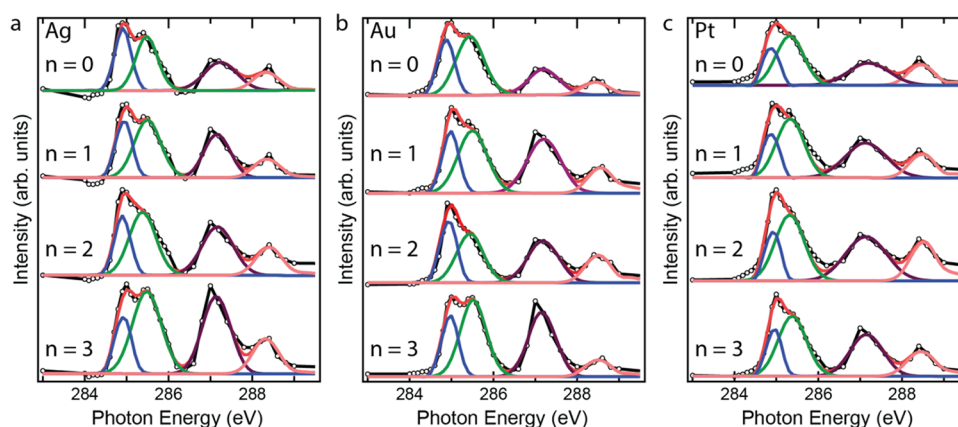 a
Ag
n = 0
n = 1
n = 2
n = 3
Intensity (arb. units)
284
286
288
Photon Energy (eV)
b
Au
n = 0
n = 1
n = 2
n = 3
Intensity (arb. units)
284
286
288
Photon Energy (eV)
c
Pt
n = 0
n = 1
n = 2
n = 3
Intensity (arb. units)
284
286
288
Photon Energy (eV)